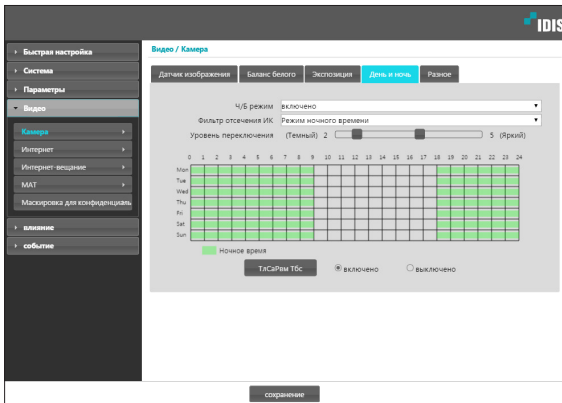 IDIS
Быстрая настройка
Система
Параметры
Видео
Камера
Интернет
Интернет-вещание
MAT
Маскировка для конфиденциаль
влияние
событие
Видео / Камера
Датчик изображения Баланс белого Экспозиция День и ночь Разное
Ч/Б режим включено
Фильтр отсечения ИК Режим ночного времени
Уровень переключения (Темный) 2 5 (Яркий)
0 1 2 3 4 5 6 7 8 9 10 11 12 13 14 15 16 17 18 19 20 21 22 23 24
Mon
Tue
Wed
Thu
Fri
Sat
Sun
Ночное время
ТлСаРвм Тбс включено выключено
сохранение